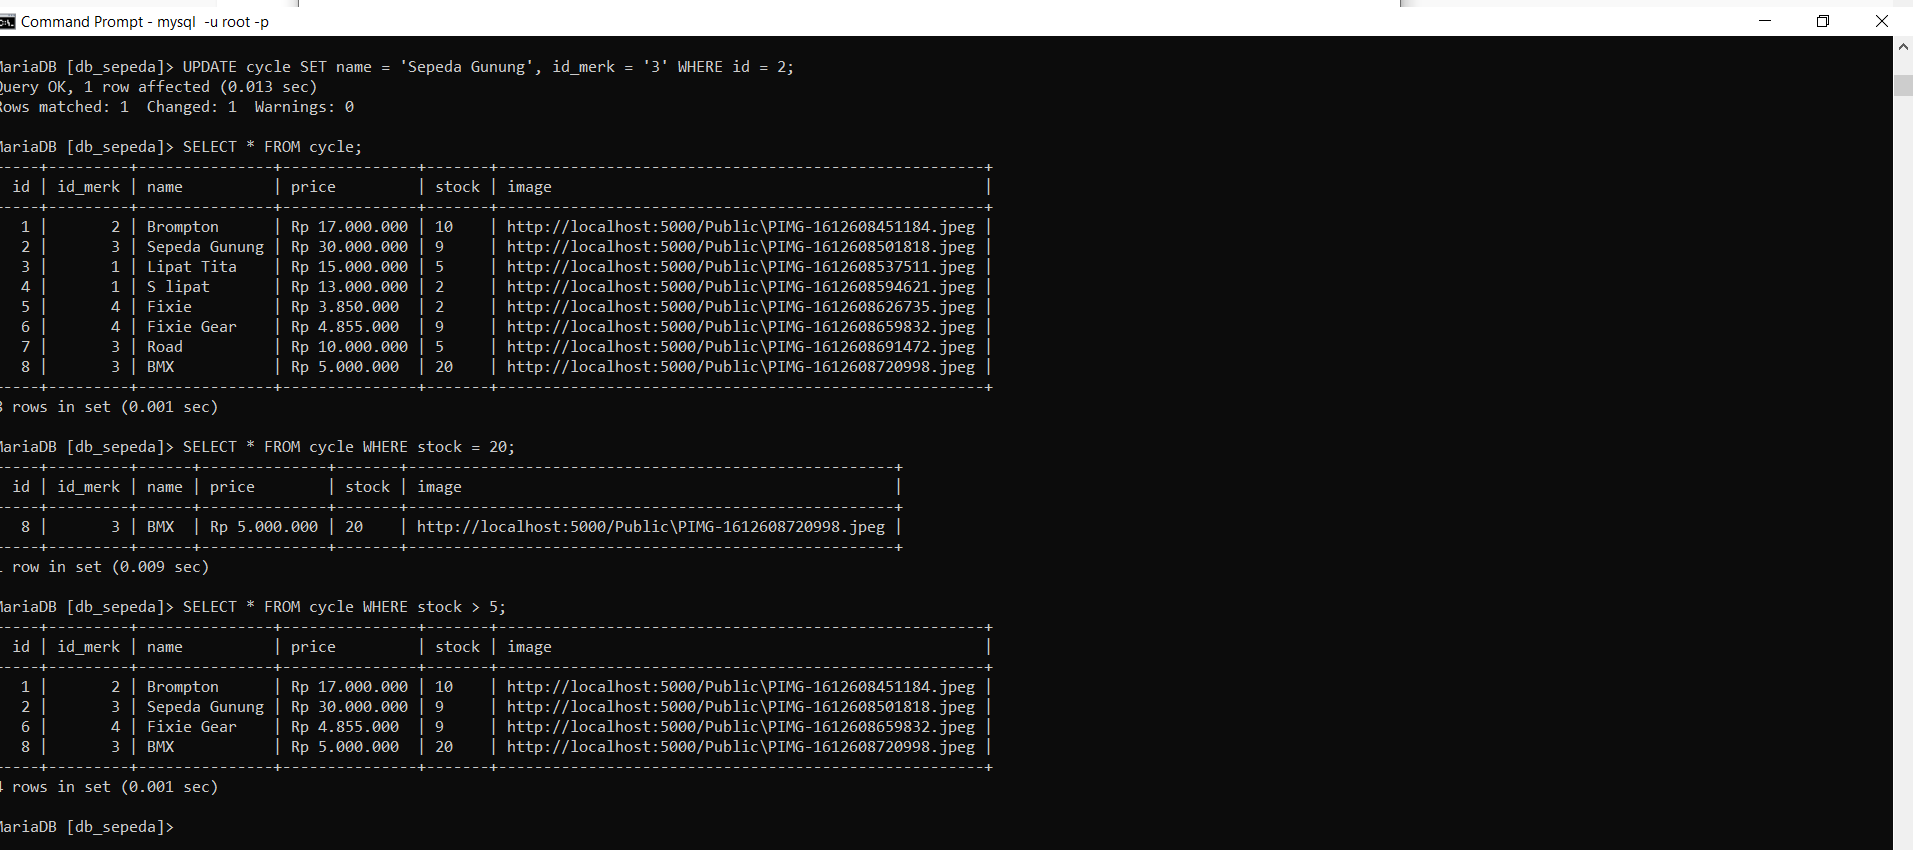 Command Prompt - mysql  -u root -p
MariaDB [db_sepeda]> UPDATE cycle SET name = 'Sepeda Gunung', id_merk = '3' WHERE id = 2;
Query OK, 1 row affected (0.013 sec)
Rows matched: 1  Changed: 1  Warnings: 0
MariaDB [db_sepeda]> SELECT * FROM cycle;
id | id_merk | name | price | stock | image |
1 | 2 | Brompton | Rp 17.000.000 | 10 | http://localhost:5000/Public\PIMG-1612608451184.jpeg |
2 | 3 | Sepeda Gunung | Rp 30.000.000 | 9 | http://localhost:5000/Public\PIMG-1612608501818.jpeg |
3 | 1 | Lipat Tita | Rp 15.000.000 | 5 | http://localhost:5000/Public\PIMG-1612608537511.jpeg |
4 | 1 | S lipat | Rp 13.000.000 | 2 | http://localhost:5000/Public\PIMG-1612608594621.jpeg |
5 | 4 | Fixie | Rp 3.850.000 | 2 | http://localhost:5000/Public\PIMG-1612608626735.jpeg |
6 | 4 | Fixie Gear | Rp 4.855.000 | 9 | http://localhost:5000/Public\PIMG-1612608659832.jpeg |
7 | 3 | Road | Rp 10.000.000 | 5 | http://localhost:5000/Public\PIMG-1612608691472.jpeg |
8 | 3 | BMX | Rp 5.000.000 | 20 | http://localhost:5000/Public\PIMG-1612608720998.jpeg |
8 rows in set (0.001 sec)
MariaDB [db_sepeda]> SELECT * FROM cycle WHERE stock = 20;
id | id_merk | name | price | stock | image |
8 | 3 | BMX | Rp 5.000.000 | 20 | http://localhost:5000/Public\PIMG-1612608720998.jpeg |
1 row in set (0.009 sec)
MariaDB [db_sepeda]> SELECT * FROM cycle WHERE stock > 5;
id | id_merk | name | price | stock | image |
1 | 2 | Brompton | Rp 17.000.000 | 10 | http://localhost:5000/Public\PIMG-1612608451184.jpeg |
2 | 3 | Sepeda Gunung | Rp 30.000.000 | 9 | http://localhost:5000/Public\PIMG-1612608501818.jpeg |
6 | 4 | Fixie Gear | Rp 4.855.000 | 9 | http://localhost:5000/Public\PIMG-1612608659832.jpeg |
8 | 3 | BMX | Rp 5.000.000 | 20 | http://localhost:5000/Public\PIMG-1612608720998.jpeg |
4 rows in set (0.001 sec)
MariaDB [db_sepeda]>